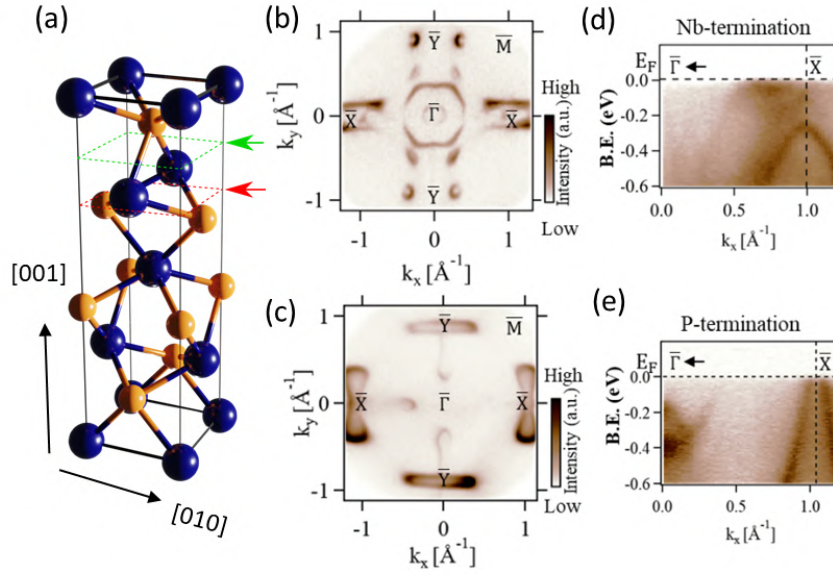 (a)
[001]
[010]
(b)
k_y [Å⁻¹]
1
0
-1
Ȳ
M̄
X̄
Γ̄
X̄
Ȳ
-1
0
1
k_x [Å⁻¹]
High
Intensity (a.u.)
Low
(c)
k_y [Å⁻¹]
1
0
-1
Ȳ
M̄
X̄
Γ̄
X̄
Ȳ
-1
0
1
k_x [Å⁻¹]
High
Intensity (a.u.)
Low
(d)
Nb-termination
E_F
Γ̄
X̄
B.E. (eV)
0.0
-0.2
-0.4
-0.6
0.0
0.5
1.0
k_x [Å⁻¹]
(e)
P-termination
E_F
Γ̄
X̄
B.E. (eV)
0.0
-0.2
-0.4
-0.6
0.0
1.0
k_x [Å⁻¹]